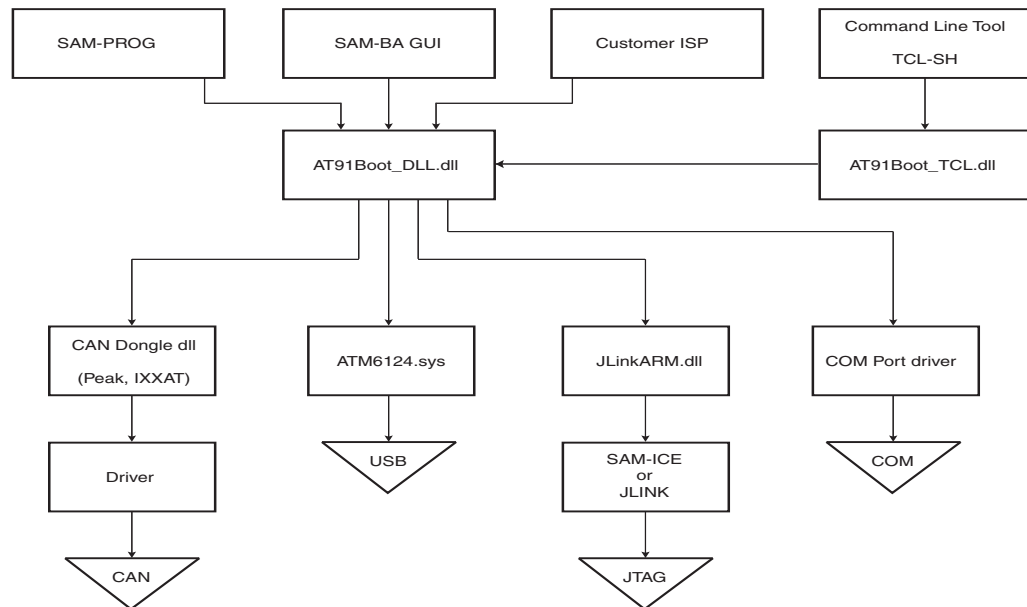 SAM-PROG
SAM-BA GUI
Customer ISP
Command Line Tool
TCL-SH
AT91Boot_DLL.dll
AT91Boot_TCL.dll
CAN Dongle dll
(Peak, IXXAT)
ATM6124.sys
JLinkARM.dll
COM Port driver
Driver
USB
SAM-ICE
or
JLINK
COM
CAN
JTAG